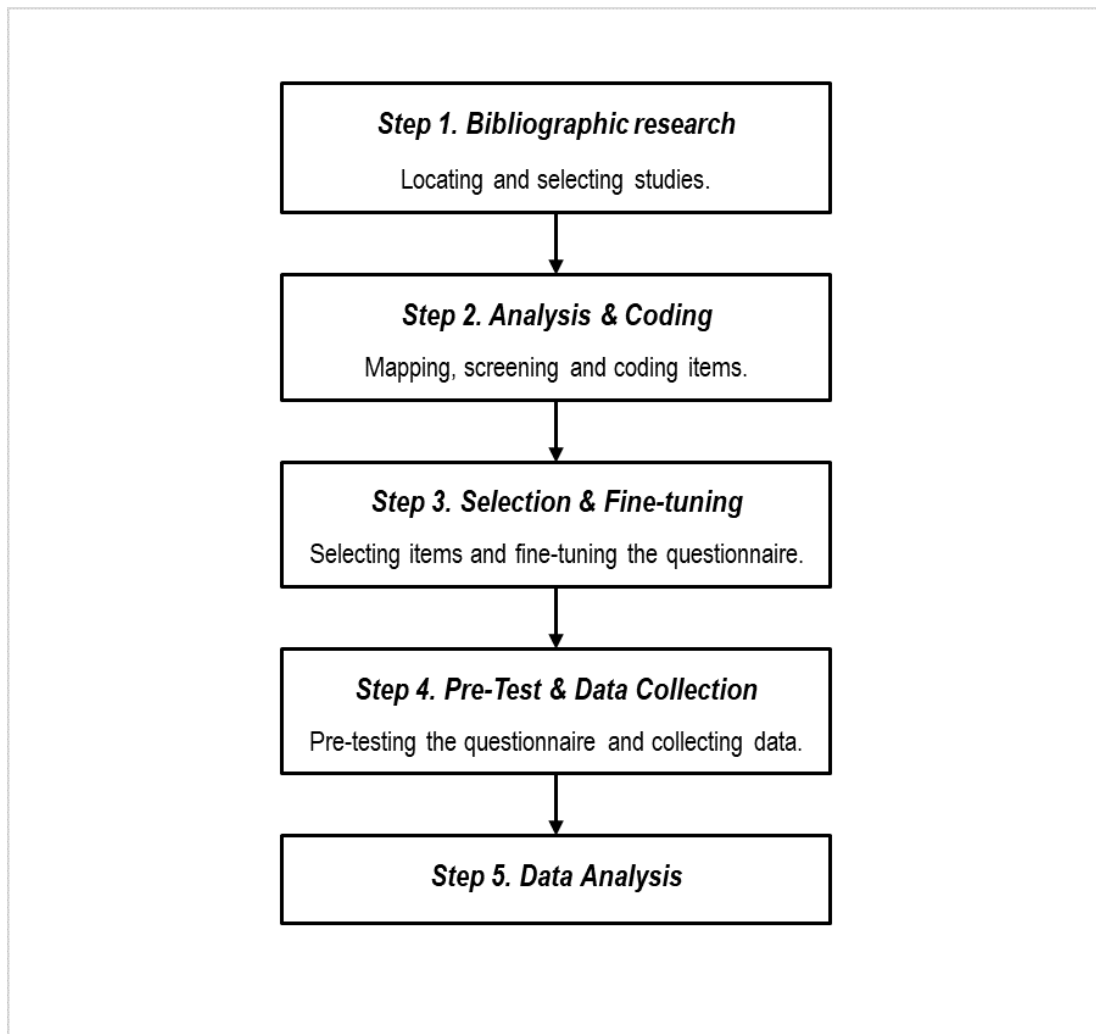 Step 1. Bibliographic research
Locating and selecting studies.
Step 2. Analysis & Coding
Mapping, screening and coding items.
Step 3. Selection & Fine-tuning
Selecting items and fine-tuning the questionnaire.
Step 4. Pre-Test & Data Collection
Pre-testing the questionnaire and collecting data.
Step 5. Data Analysis